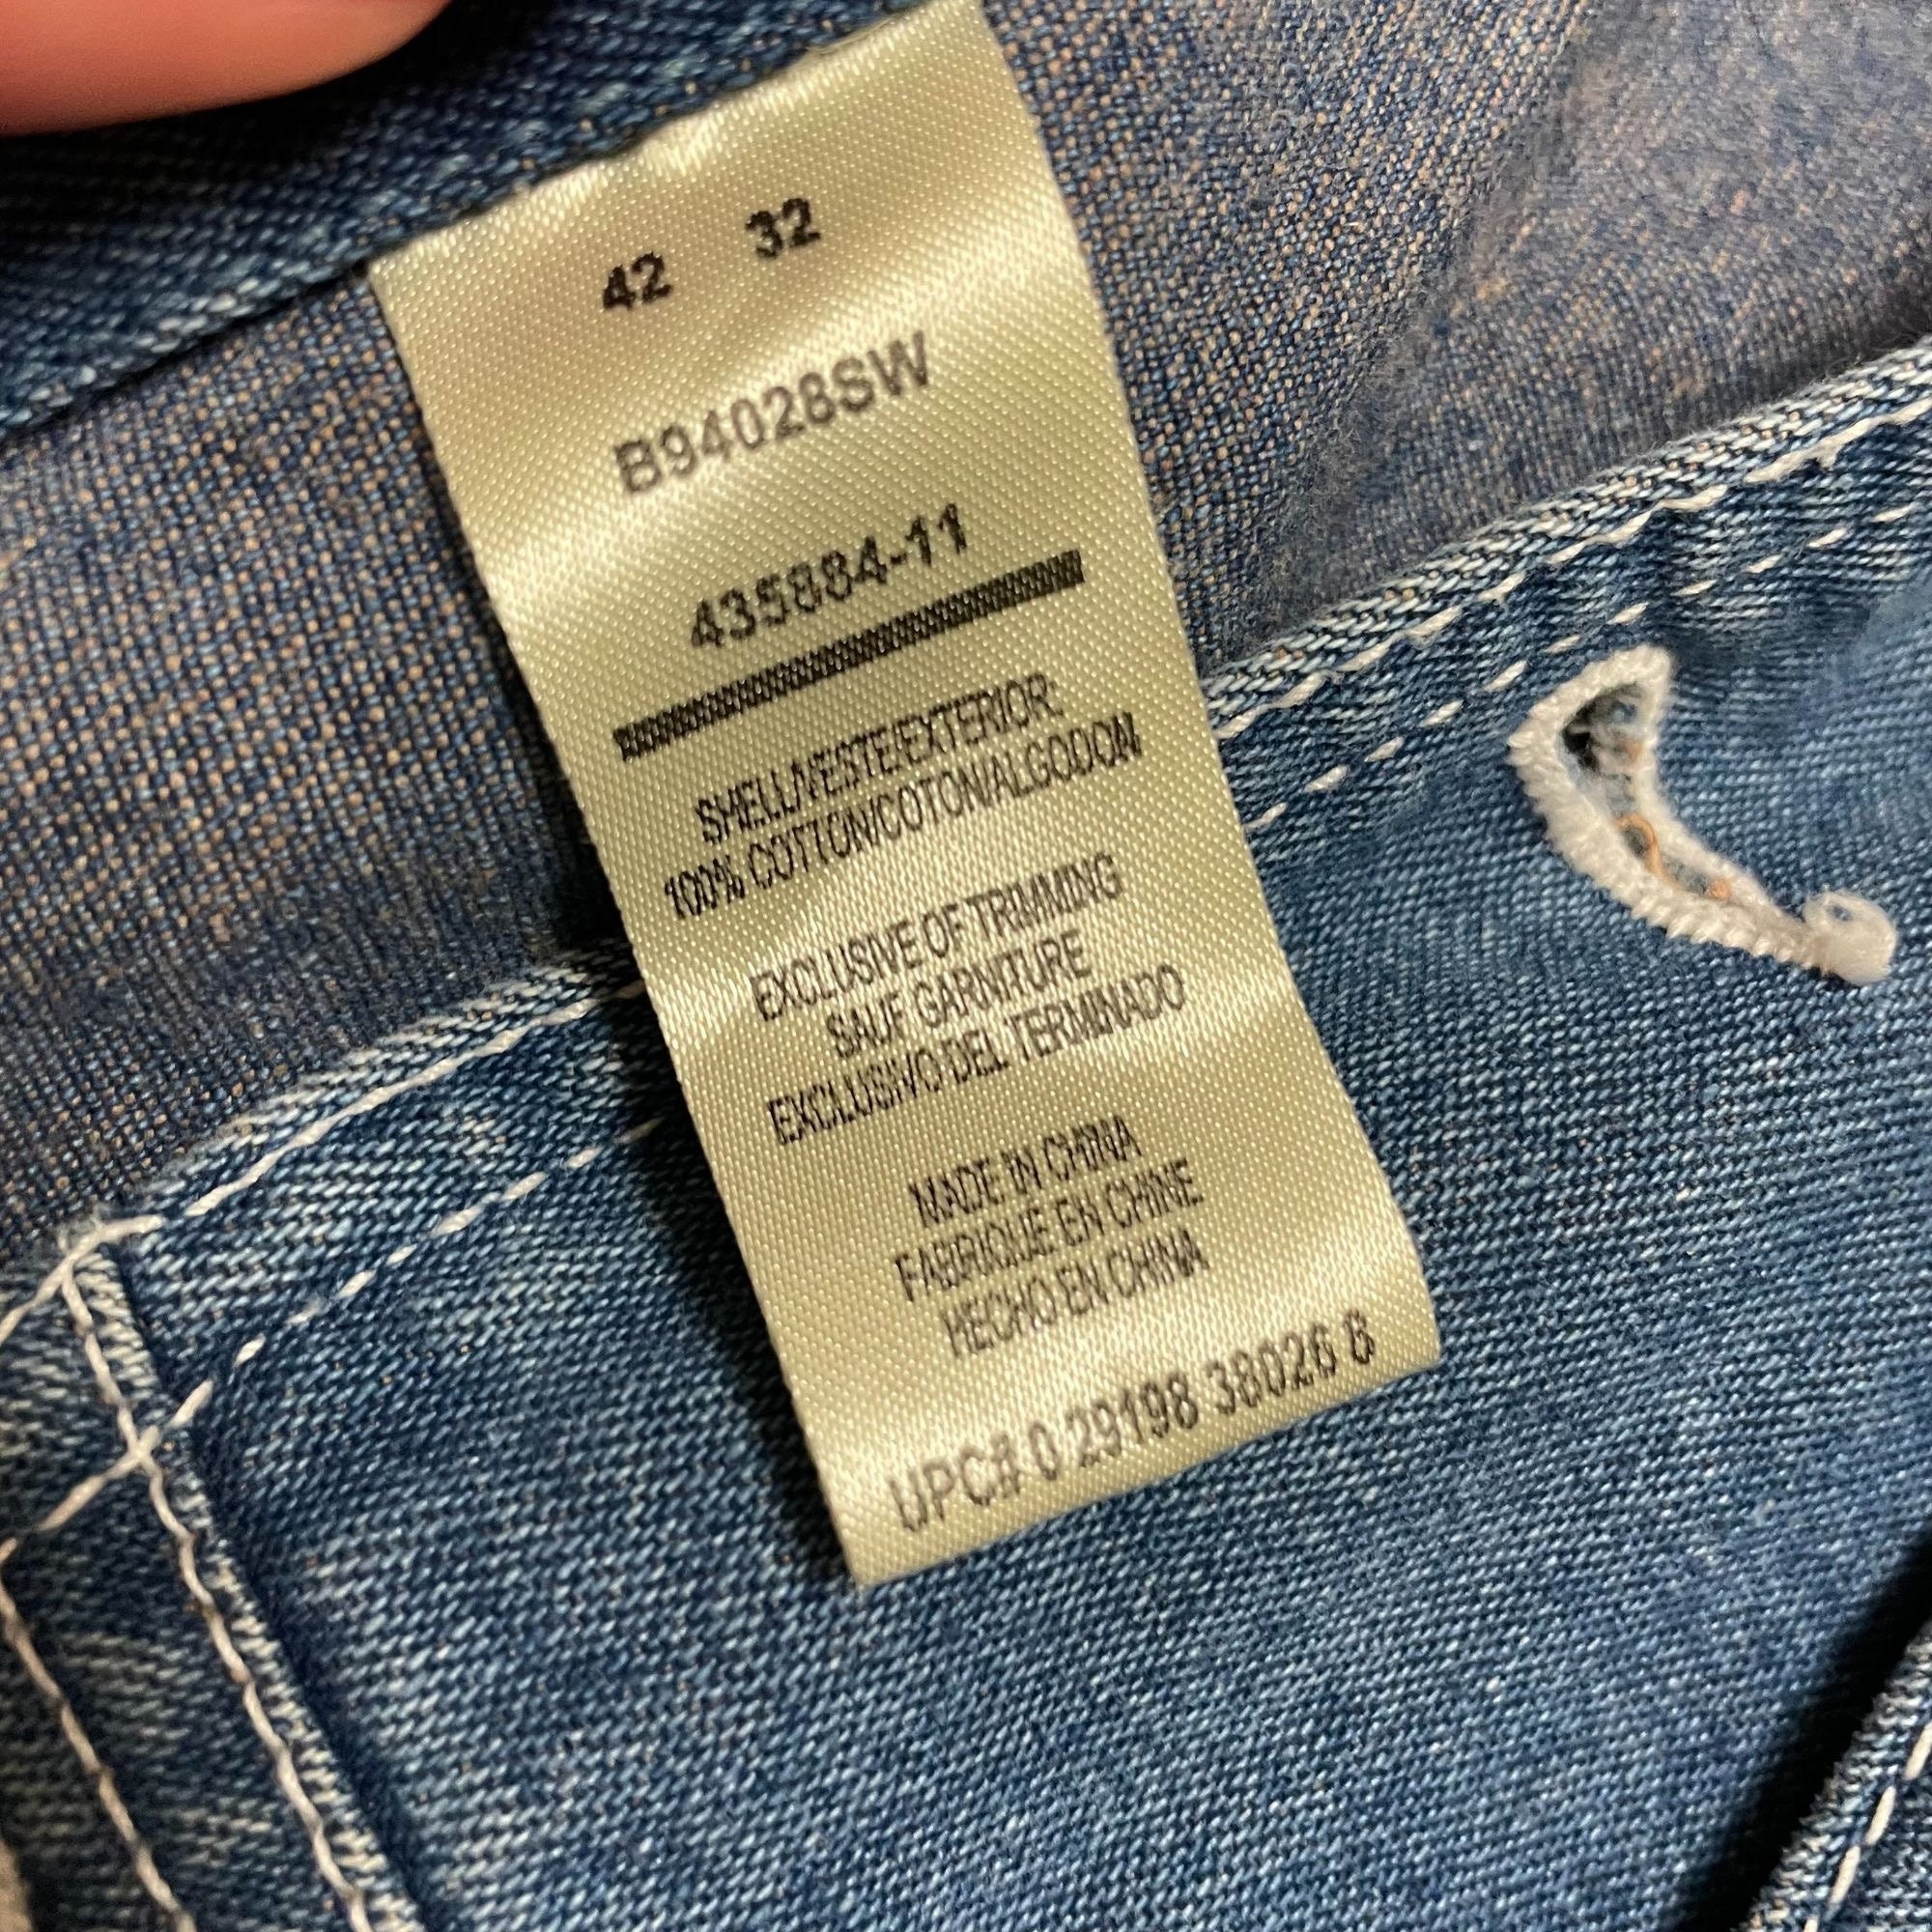 42 32
B94028SW
435884-11
SHELL/VESTE/EXTERIOR:
100% COTTON/COTON/ALGODON
EXCLUSIVE OF TRIMMING
SAUF GARNITURE
EXCLUSIVO DEL TERMINADO
MADE IN CHINA
FABRIQUE EN CHINE
HECHO EN CHINA
UPC# 0 29198 38026 8